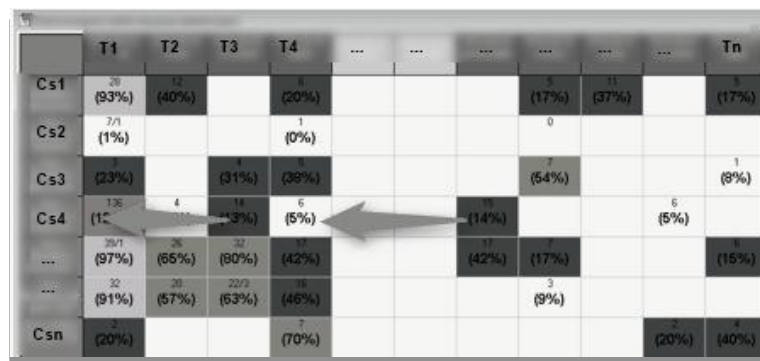 T1 T2 T3 T4 ... ... ... ... ... ... Tn
Cs1 28 (93%) 12 (40%) 6 (20%) 5 (17%) 11 (37%) 5 (17%)
Cs2 7/1 (1%) 1 (0%) 0
Cs3 3 (23%) 4 (31%) 5 (38%) 7 (54%) 1 (8%)
Cs4 136 4 14 (13%) 6 (5%) 15 (14%) 6 (5%)
... 39/1 (97%) 26 (65%) 32 (80%) 17 (42%) 17 (42%) 7 (17%) 6 (15%)
... 32 (91%) 20 (57%) 22/3 (63%) 16 (46%) 3 (9%)
Csn 2 (20%) 7 (70%) 2 (20%) 4 (40%)